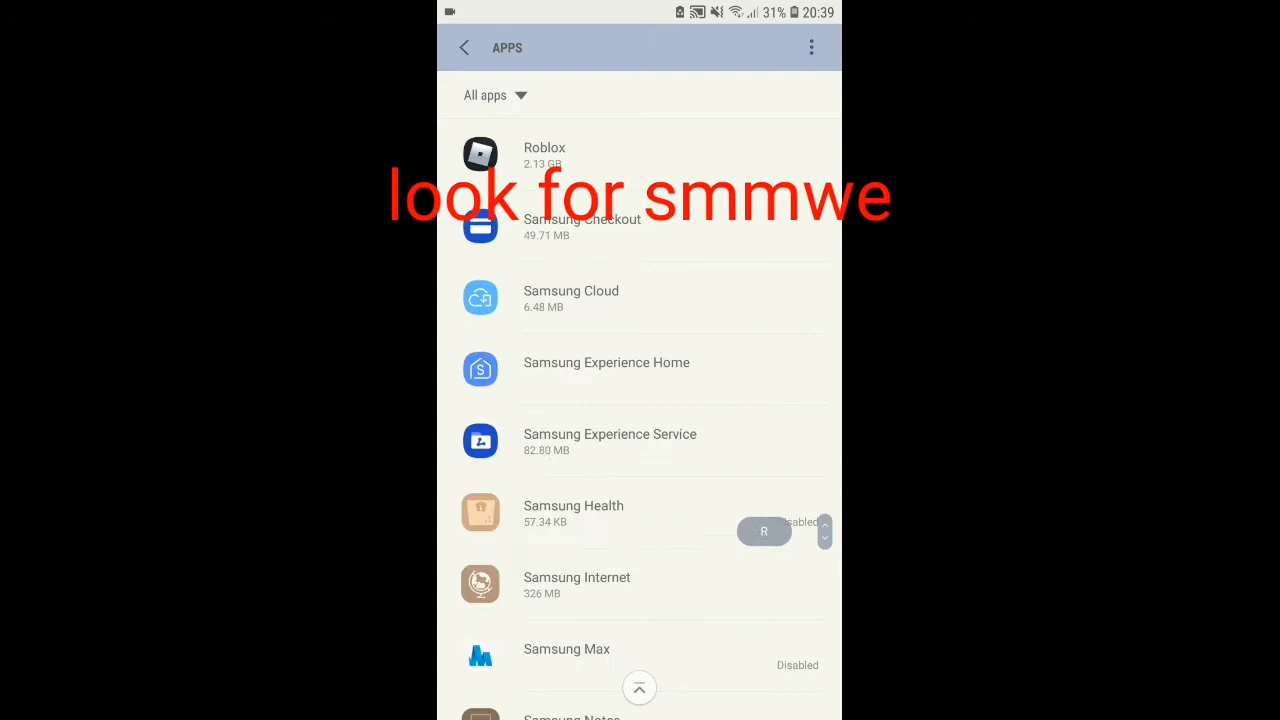 31% 20:39
APPS
All apps
Roblox
2.13 GB
look for smmwe
Samsung Checkout
49.71 MB
Samsung Cloud
6.48 MB
Samsung Experience Home
Samsung Experience Service
82.80 MB
Samsung Health
57.34 KB
R
Samsung Internet
326 MB
Samsung Max
Disabled
Samsung Notes